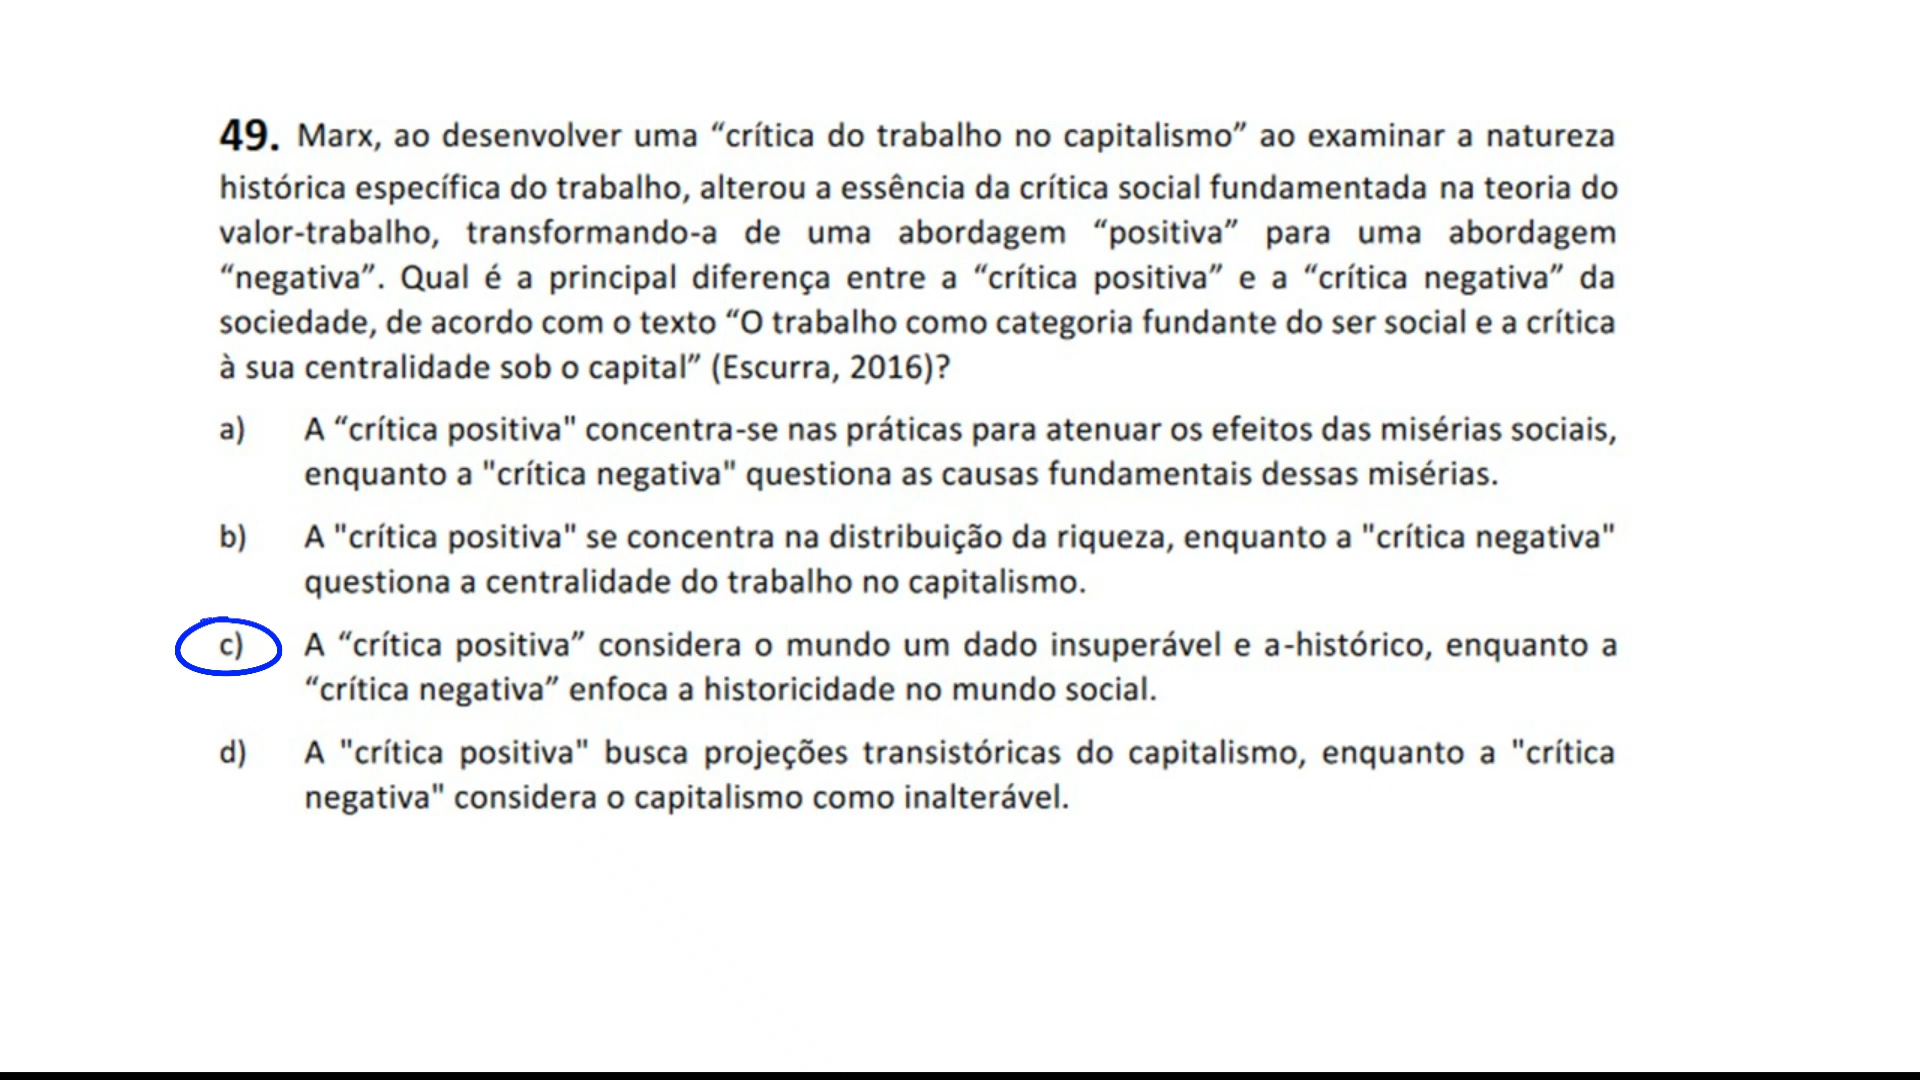 49. Marx, ao desenvolver uma “crítica do trabalho no capitalismo” ao examinar a natureza
histórica específica do trabalho, alterou a essência da crítica social fundamentada na teoria do
valor-trabalho, transformando-a de uma abordagem “positiva” para uma abordagem
“negativa”. Qual é a principal diferença entre a “crítica positiva” e a “crítica negativa” da
sociedade, de acordo com o texto “O trabalho como categoria fundante do ser social e a crítica
à sua centralidade sob o capital” (Escurra, 2016)?
a) A “crítica positiva" concentra-se nas práticas para atenuar os efeitos das misérias sociais,
enquanto a "crítica negativa" questiona as causas fundamentais dessas misérias.
b) A "crítica positiva" se concentra na distribuição da riqueza, enquanto a "crítica negativa"
questiona a centralidade do trabalho no capitalismo.
c) A “crítica positiva” considera o mundo um dado insuperável e a-histórico, enquanto a
“crítica negativa” enfoca a historicidade no mundo social.
d) A "crítica positiva" busca projeções transistóricas do capitalismo, enquanto a "crítica
negativa" considera o capitalismo como inalterável.